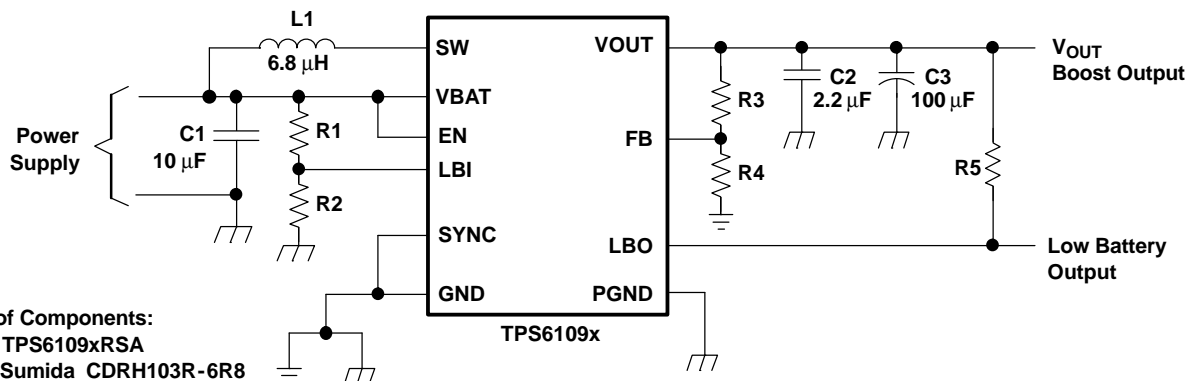 L1
6.8 μH
SW
VOUT
V_OUT
Boost Output
VBAT
C2
2.2 μF
C3
100 μF
R3
Power
Supply
C1
10 μF
R1
EN
FB
LBI
R4
R5
R2
SYNC
LBO
Low Battery
Output
GND
PGND
TPS6109x
of Components:
TPS6109xRSA
Sumida CDRH103R-6R8